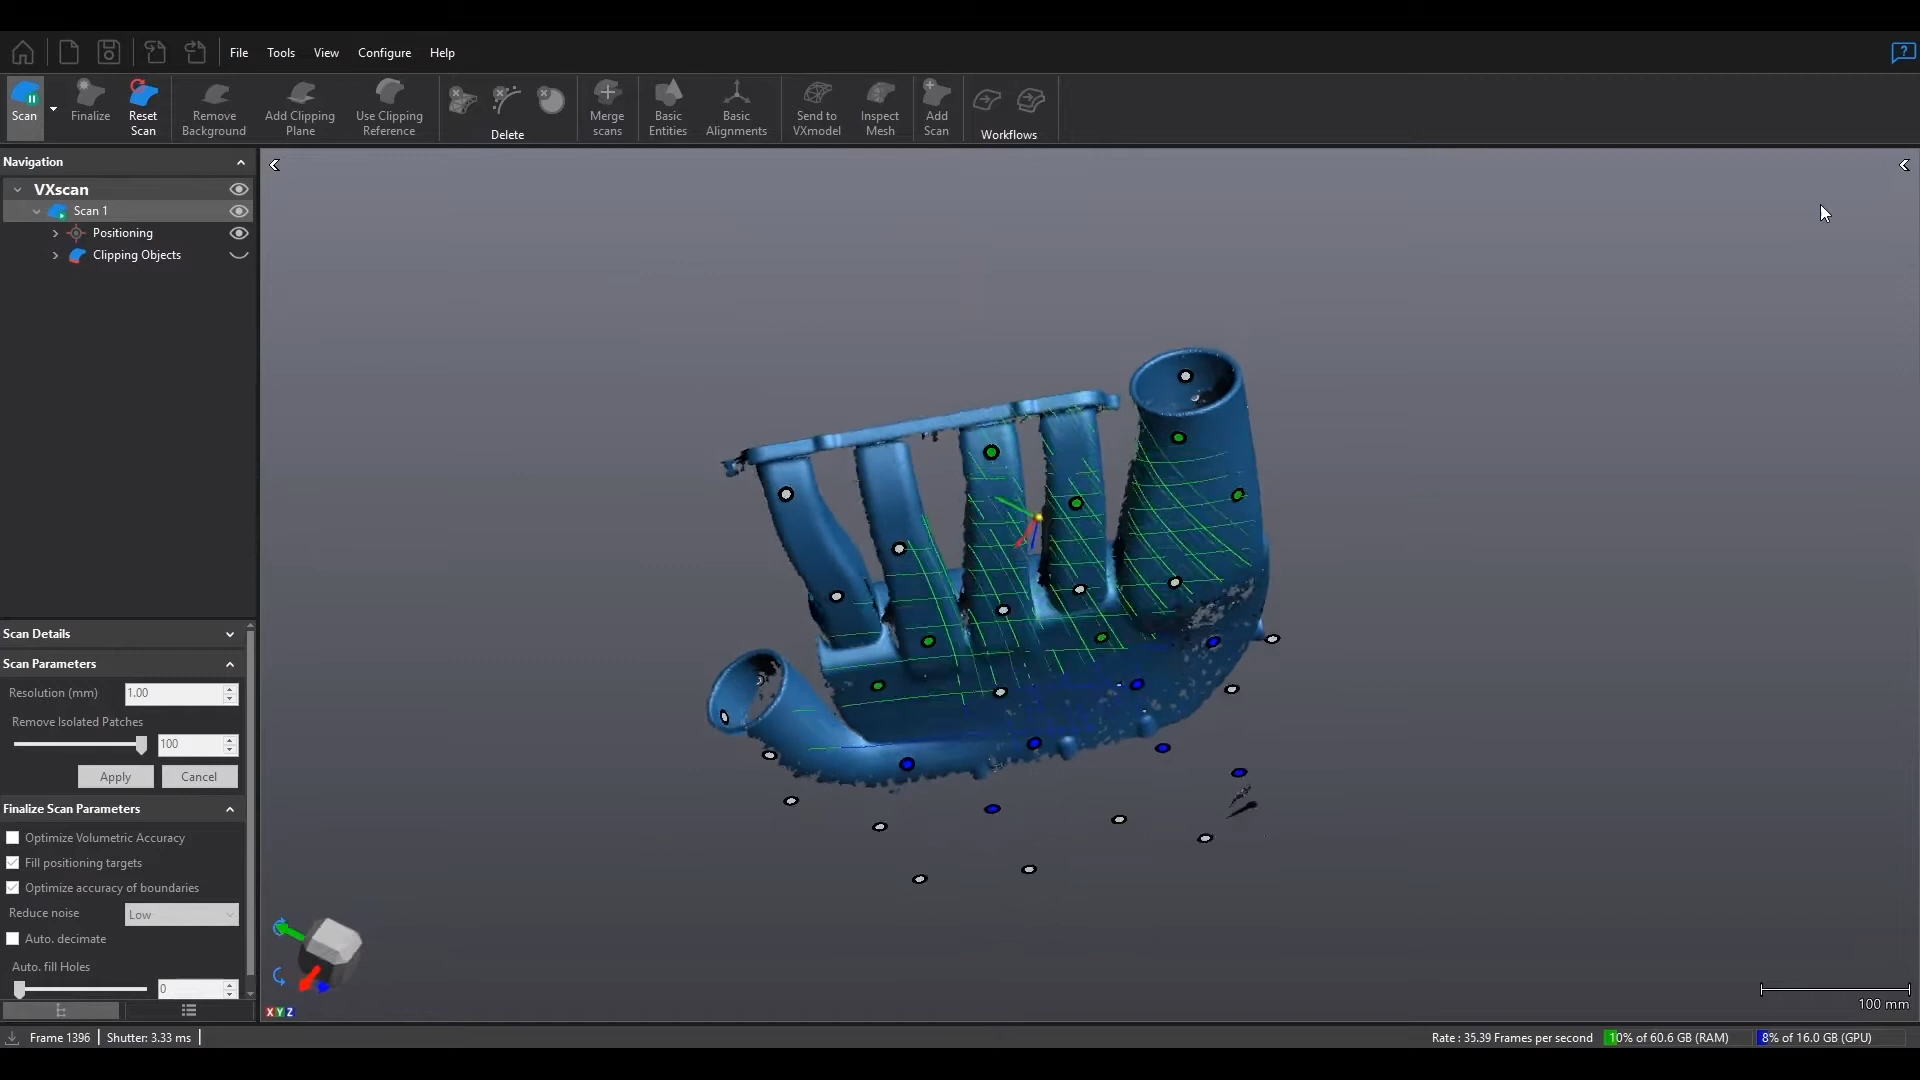 File Tools View Configure Help
Scan Finalize Reset Scan Remove Background Add Clipping Plane Use Clipping Reference Delete Merge scans Basic Entities Basic Alignments Send to VXmodel Inspect Mesh Add Scan Workflows
Navigation
VXscan
Scan 1
Positioning
Clipping Objects
Scan Details
Scan Parameters
Resolution (mm) 1.00
Remove Isolated Patches
100
Apply Cancel
Finalize Scan Parameters
Optimize Volumetric Accuracy
Fill positioning targets
Optimize accuracy of boundaries
Reduce noise Low
Auto. decimate
Auto. fill Holes
0
X Y Z
100 mm
Frame 1396 Shutter: 3.33 ms Rate : 35.39 Frames per second 10% of 60.6 GB (RAM) 8% of 16.0 GB (GPU)